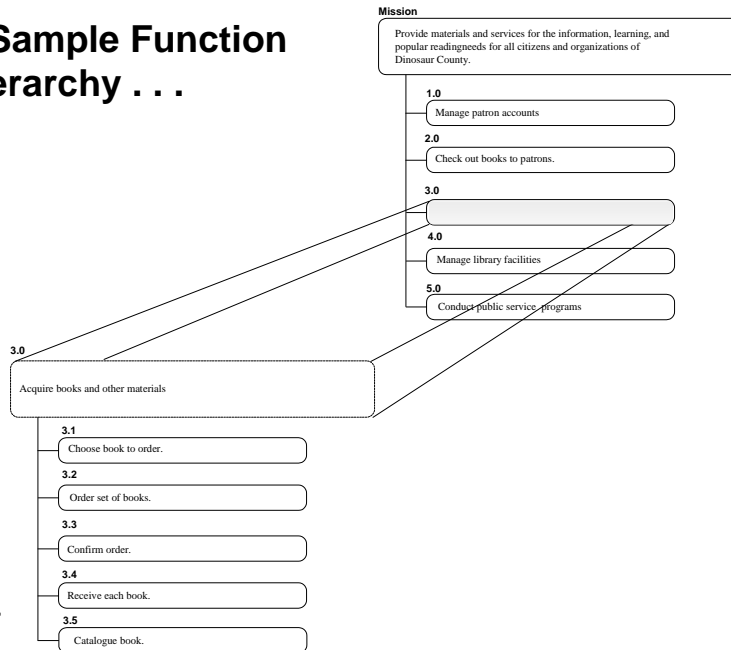 Sample Function
erarchy . . .
Mission
Provide materials and services for the information, learning, and
popular readingneeds for all citizens and organizations of
Dinosaur County.
1.0
Manage patron accounts
2.0
Check out books to patrons.
3.0
4.0
Manage library facilities
5.0
Conduct public service programs
3.0
Acquire books and other materials
3.1
Choose book to order.
3.2
Order set of books.
3.3
Confirm order.
3.4
Receive each book.
3.5
Catalogue book.